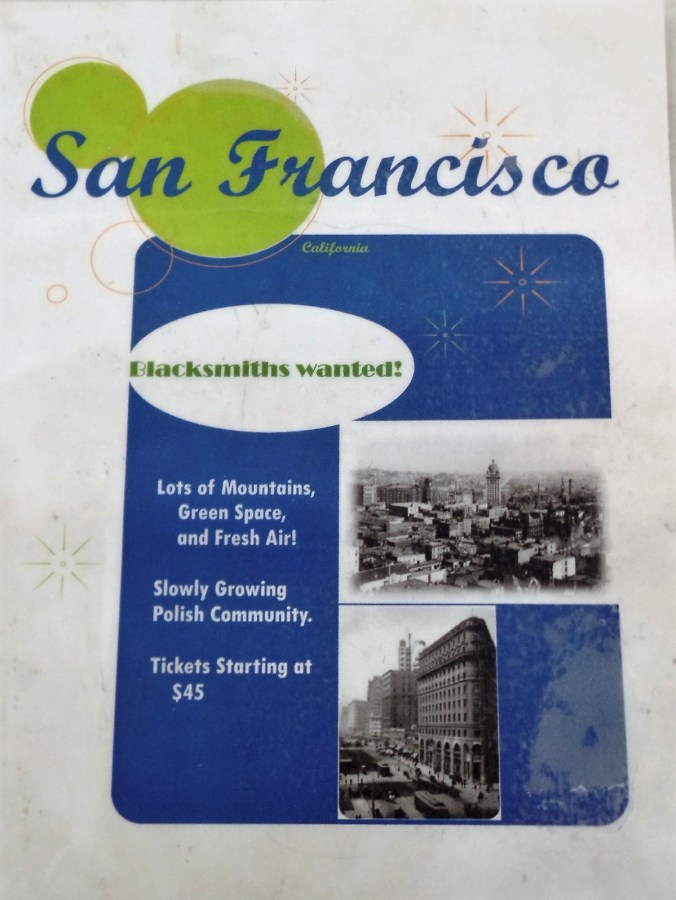 San Francisco
California
Blacksmiths wanted!
Lots of Mountains,
Green Space,
and Fresh Air!
Slowly Growing
Polish Community.
Tickets Starting at
$45